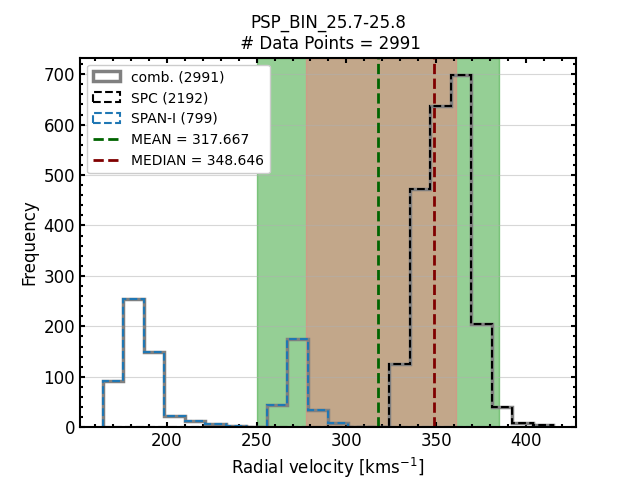 PSP_BIN_25.7-25.8
# Data Points = 2991
comb. (2991)
SPC (2192)
SPAN-I (799)
MEAN = 317.667
MEDIAN = 348.646
Frequency
700
600
500
400
300
200
100
0
200 250 300 350 400
Radial velocity [kms⁻¹]